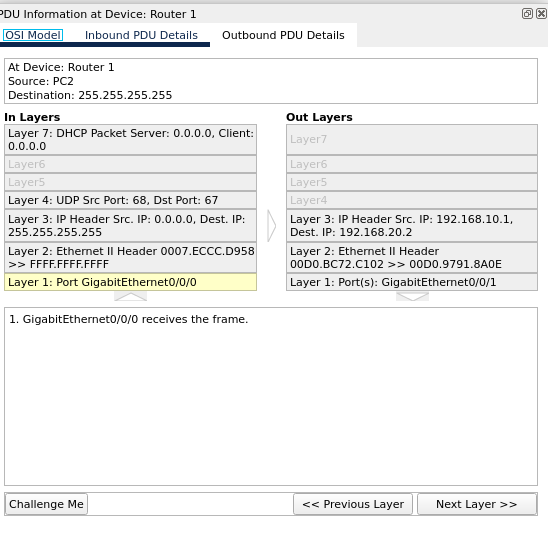 PDU Information at Device: Router 1
OSI Model Inbound PDU Details Outbound PDU Details
At Device: Router 1
Source: PC2
Destination: 255.255.255.255
In Layers
Layer 7: DHCP Packet Server: 0.0.0.0, Client:
0.0.0.0
Layer6
Layer5
Layer 4: UDP Src Port: 68, Dst Port: 67
Layer 3: IP Header Src. IP: 0.0.0.0, Dest. IP:
255.255.255.255
Layer 2: Ethernet II Header 0007.ECCC.D958
>> FFFF.FFFF.FFFF
Layer 1: Port GigabitEthernet0/0/0
Out Layers
Layer7
Layer6
Layer5
Layer4
Layer 3: IP Header Src. IP: 192.168.10.1,
Dest. IP: 192.168.20.2
Layer 2: Ethernet II Header
00D0.BC72.C102 >> 00D0.9791.8A0E
Layer 1: Port(s): GigabitEthernet0/0/1
1. GigabitEthernet0/0/0 receives the frame.
Challenge Me << Previous Layer Next Layer >>